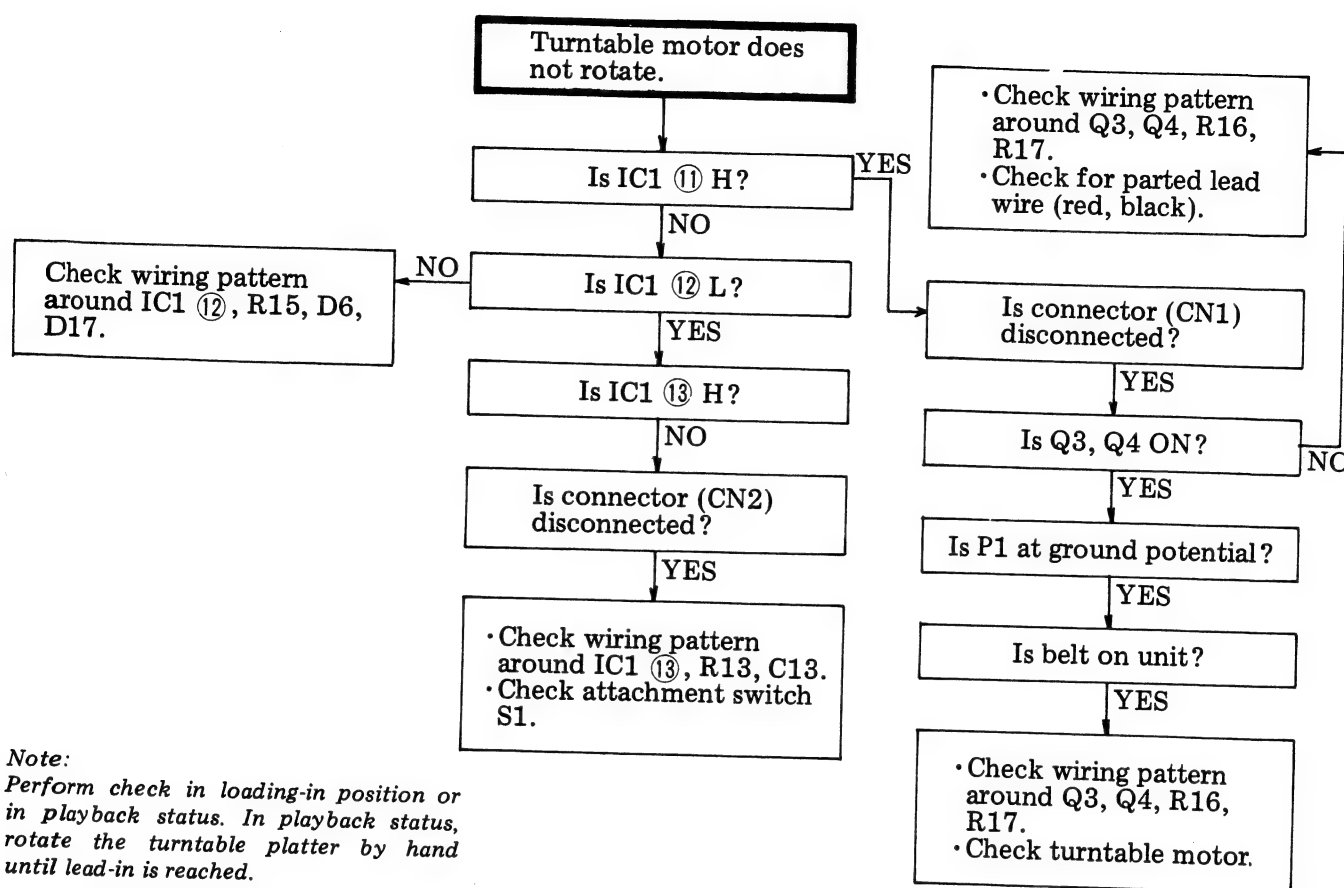 Turntable motor does
not rotate.
Is IC1 ⑪ H?
YES
NO
Is IC1 ⑫ L?
NO
Check wiring pattern
around IC1 ⑫, R15, D6,
D17.
YES
Is IC1 ⑬ H?
NO
Is connector (CN2)
disconnected?
YES
·Check wiring pattern
around IC1 ⑬, R13, C13.
·Check attachment switch
S1.
·Check wiring pattern
around Q3, Q4, R16,
R17.
·Check for parted lead
wire (red, black).
Is connector (CN1)
disconnected?
YES
Is Q3, Q4 ON?
NO
YES
Is P1 at ground potential?
YES
Is belt on unit?
YES
·Check wiring pattern
around Q3, Q4, R16,
R17.
·Check turntable motor.
Note:
Perform check in loading-in position or
in playback status. In playback status,
rotate the turntable platter by hand
until lead-in is reached.